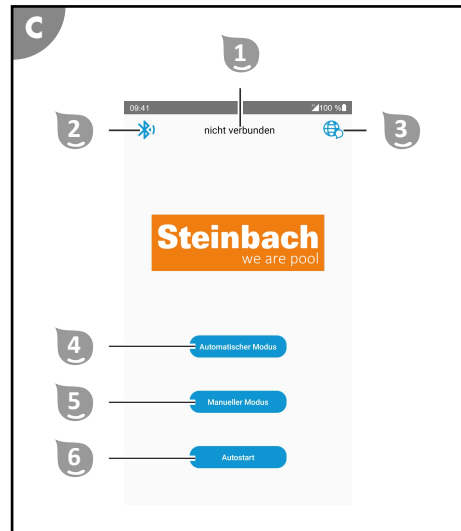 C
1
09:41
100 %
2
nicht verbunden
3
Steinbach
we are pool
4
Automatischer Modus
5
Manueller Modus
6
Autostart